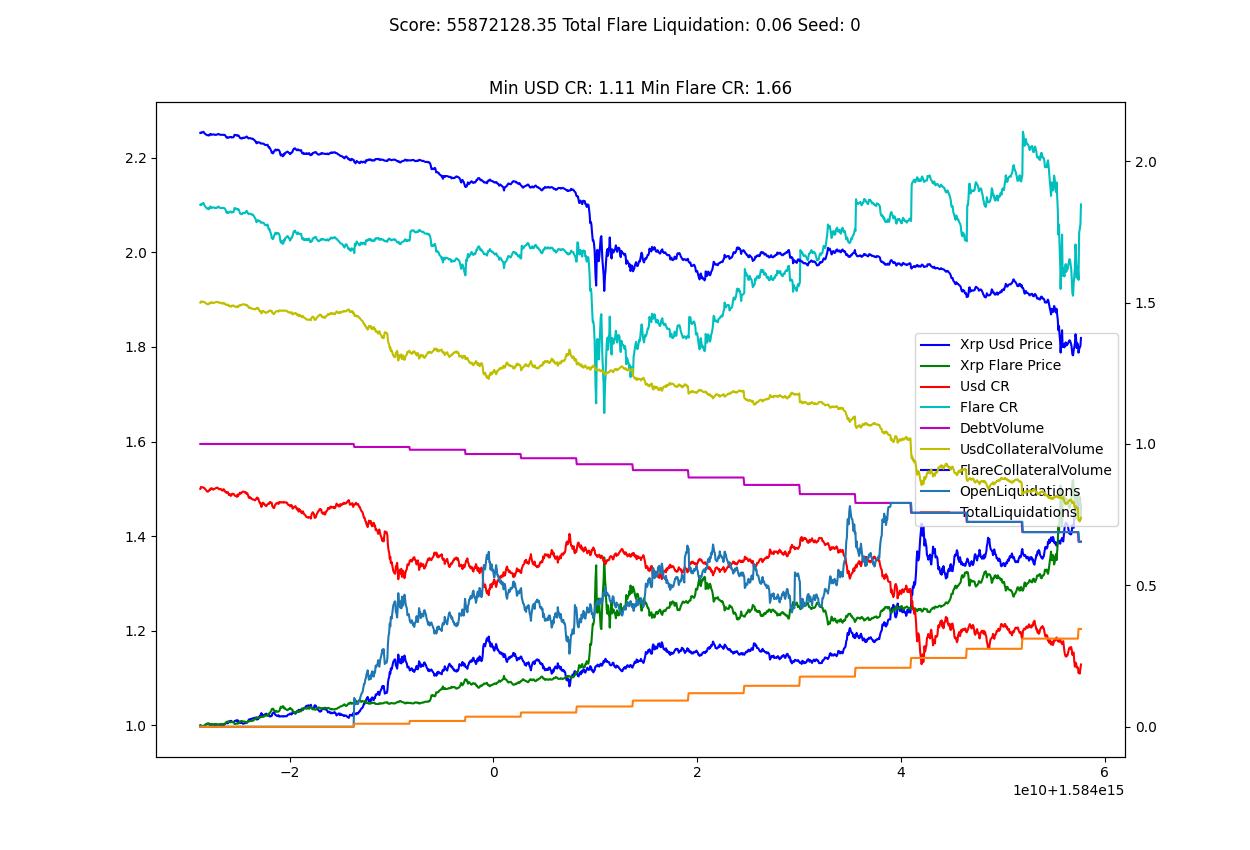 Score: 55872128.35 Total Flare Liquidation: 0.06 Seed: 0
Min USD CR: 1.11 Min Flare CR: 1.66
2.2
2.0
1.8
1.6
1.4
1.2
1.0
2.0
1.5
1.0
0.5
0.0
Xrp Usd Price
Xrp Flare Price
Usd CR
Flare CR
DebtVolume
UsdCollateralVolume
FlareCollateralVolume
OpenLiquidations
TotalLiquidations
−2
0
2
4
6
1e10+1.584e15